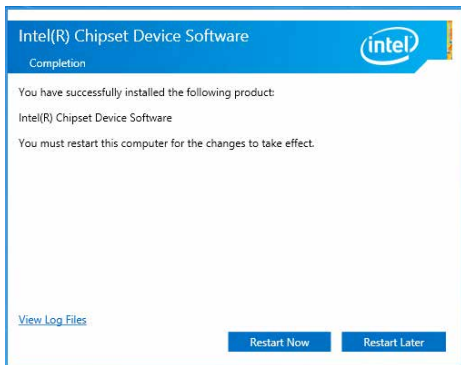 Intel(R) Chipset Device Software
intel
Completion
You have successfully installed the following product:
Intel(R) Chipset Device Software
You must restart this computer for the changes to take effect.
View Log Files
Restart Now
Restart Later